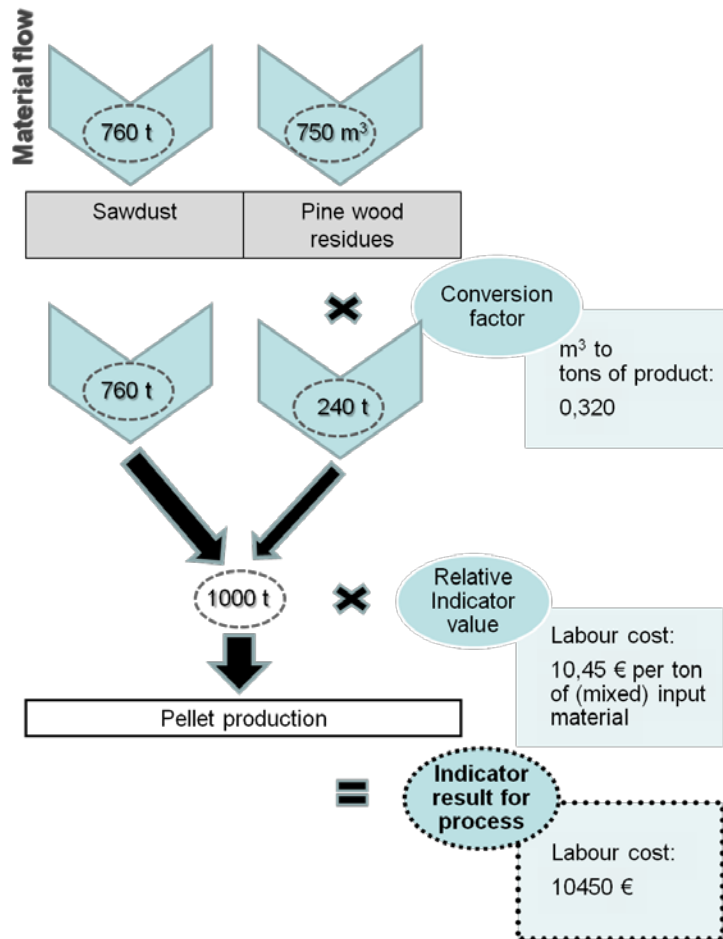 Material flow
760 t
750 m³
Sawdust
Pine wood
residues
Conversion
factor
m³ to
tons of product:
0,320
760 t
240 t
1000 t
Relative
Indicator
value
Labour cost:
10,45 € per ton
of (mixed) input
material
Pellet production
Indicator
result for
process
Labour cost:
10450 €